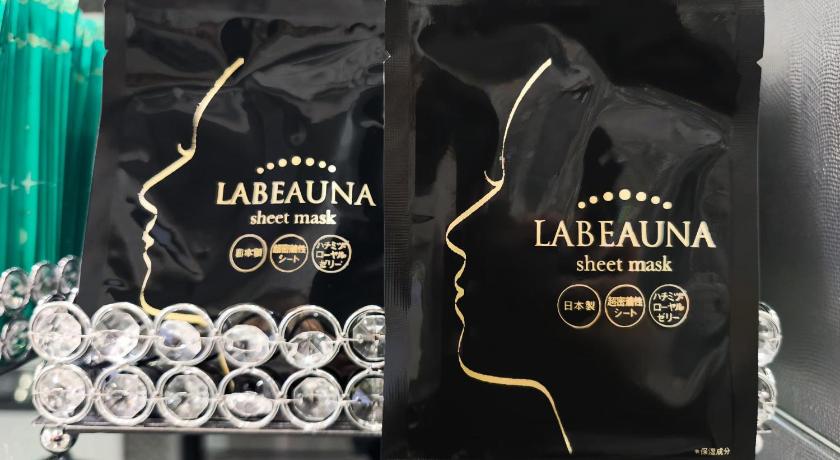 LABEAUNA
sheet mask
日本製
超密着性
シート
ハチミツ*
ローヤル
ゼリー
LABEAUNA
sheet mask
日本製
超密着性
シート
ハチミツ*
ローヤル
ゼリー
*保湿成分